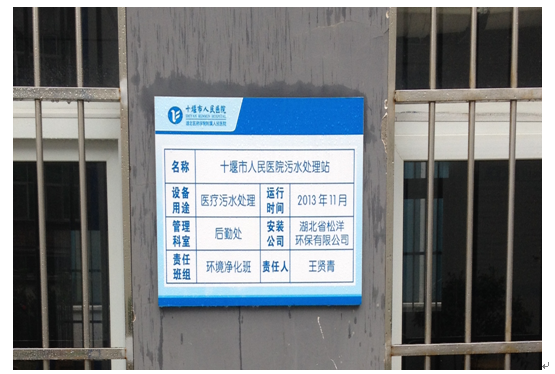 十堰市人民医院
名称 十堰市人民医院污水处理站
设备用途 医疗污水处理 运行时间 2013年11月
管理科室 后勤处 安装公司 湖北省松洋环保有限公司
责任班组 环境净化班 责任人 王贤青